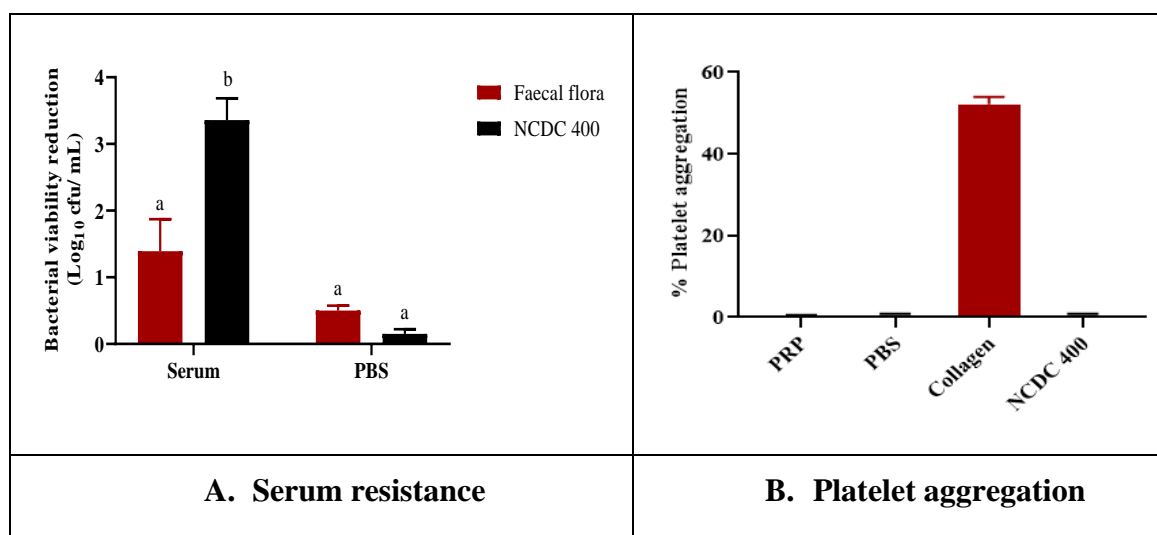 Bacterial viability reduction
(Log10 cfu/ mL)
4
3
2
1
0
a
b
a
a
Serum
PBS
Faecal flora
NCDC 400
% Platelet aggregation
60
40
20
0
PRP
PBS
Collagen
NCDC 400
A. Serum resistance
B. Platelet aggregation